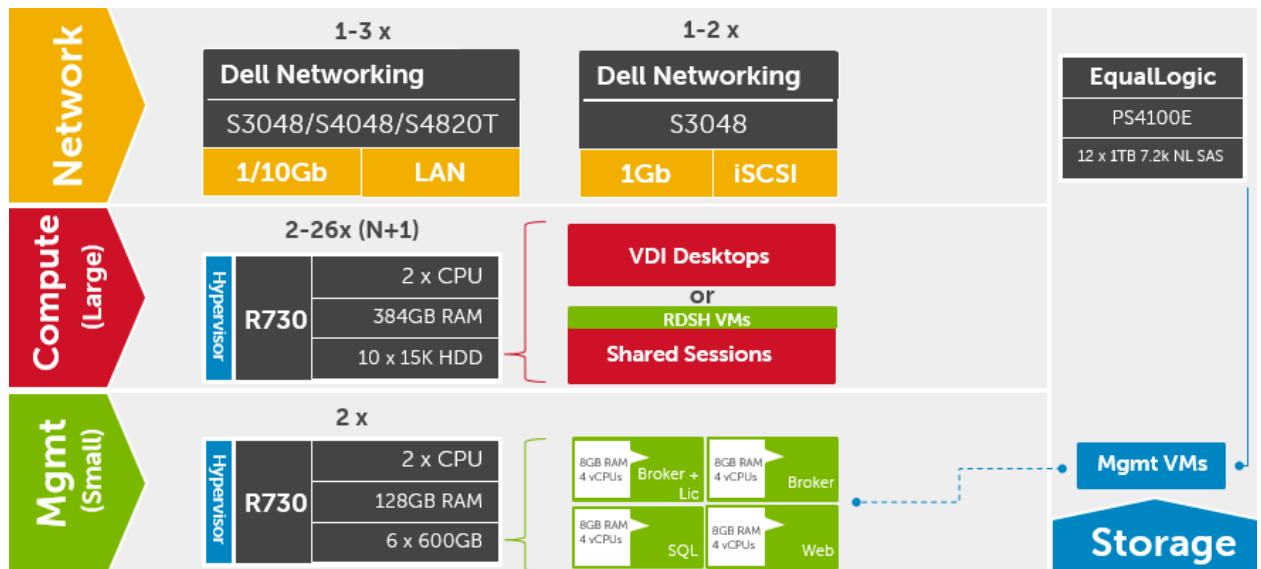 Network
1-3 x
Dell Networking
S3048/S4048/S4820T
1/10Gb
LAN
1-2 x
Dell Networking
S3048
1Gb
iSCSI
EqualLogic
PS4100E
12 x 1TB 7.2k NL SAS
Compute
(Large)
2-26x (N+1)
Hypervisor
R730
2 x CPU
384GB RAM
10 x 15K HDD
VDI Desktops
or
RDSH VMs
Shared Sessions
Mgmt
(Small)
2 x
Hypervisor
R730
2 x CPU
128GB RAM
6 x 600GB
8GB RAM
4 vCPUs
Broker +
Lic
8GB RAM
4 vCPUs
Broker
8GB RAM
4 vCPUs
SQL
8GB RAM
4 vCPUs
Web
Mgmt VMs
Storage